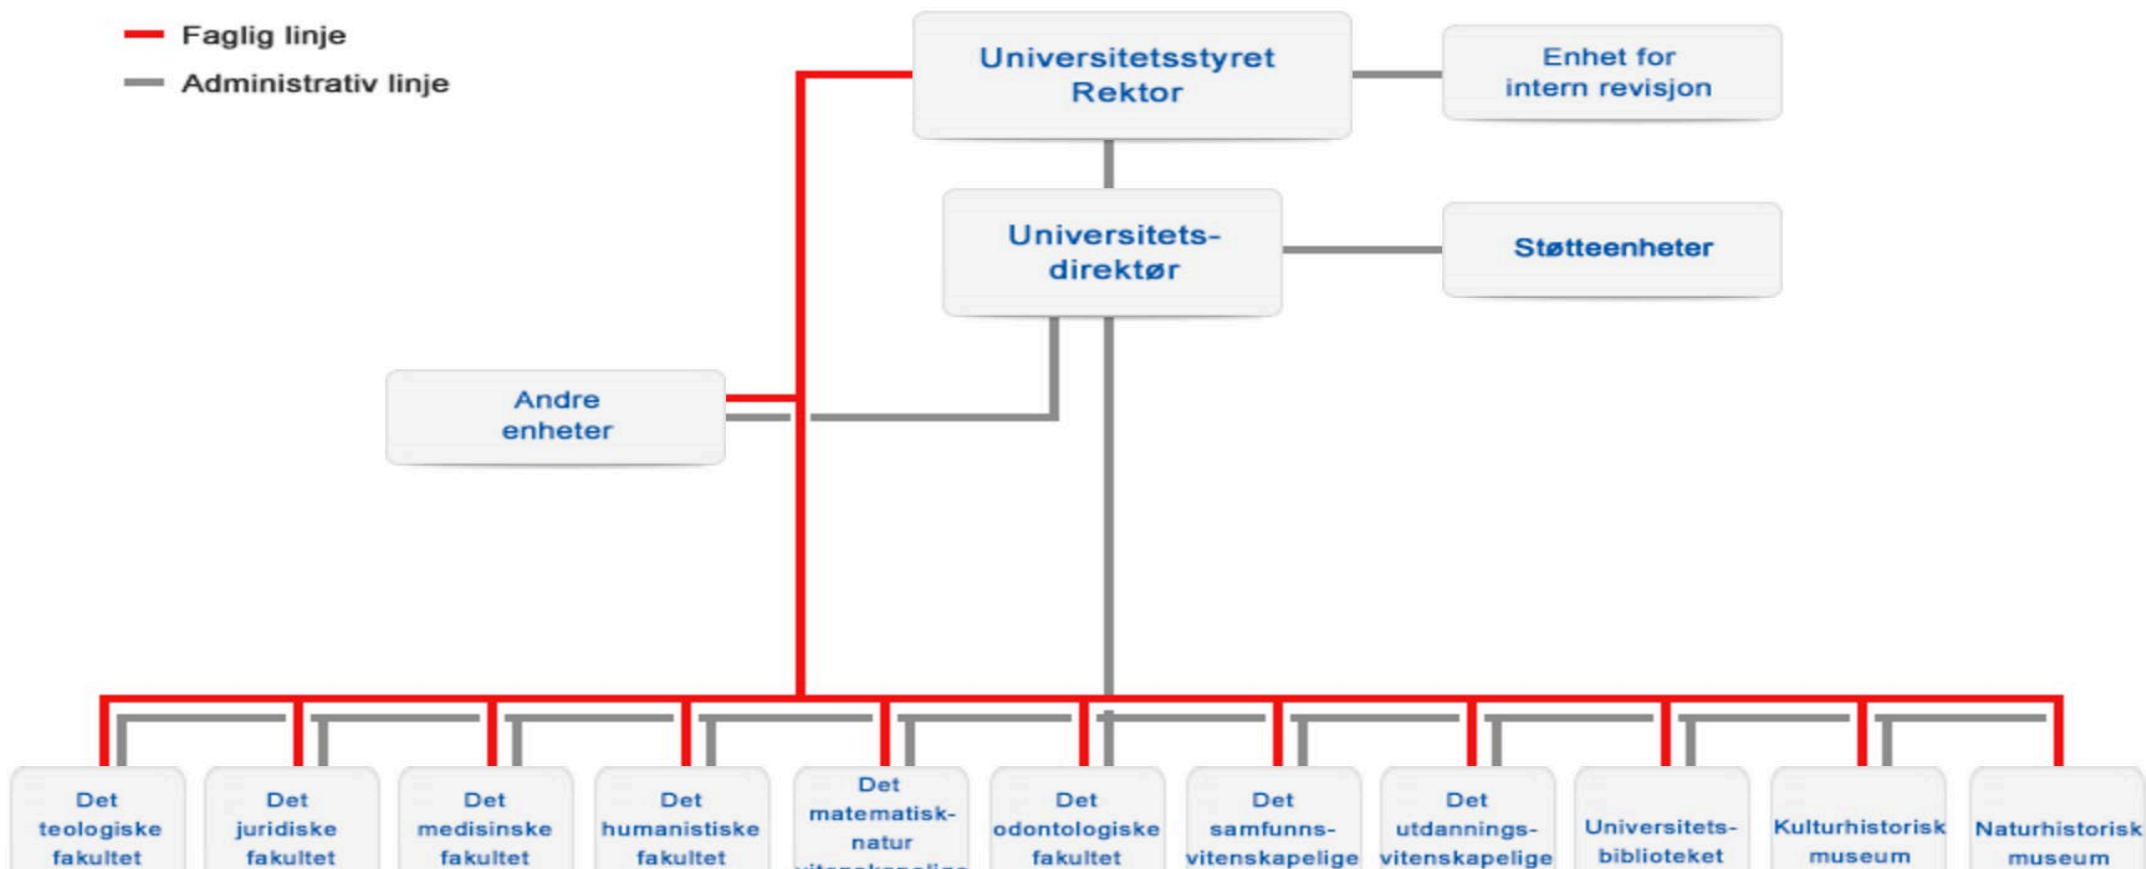 Faglig linje
Administrativ linje
Universitetsstyret
Rektor
Enhet for
intern revisjon
Universitets-
direktør
Støtteenheter
Andre
enheter
Det
teologiske
fakultet
Det
juridiske
fakultet
Det
medisinske
fakultet
Det
humanistiske
fakultet
Det
matematisk-
natur
vitenskapelige
Det
odontologiske
fakultet
Det
samfunns-
vitenskapelige
Det
utdannings-
vitenskapelige
Universitets-
biblioteket
Kulturhistorisk
museum
Naturhistorisk
museum